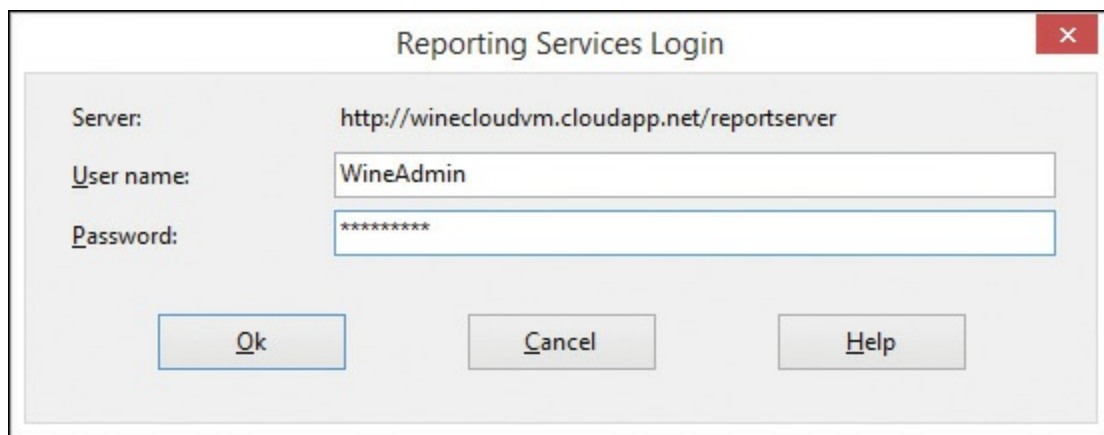 Reporting Services Login
Server: http://winecloudvm.cloudapp.net/reportserver
User name: WineAdmin
Password: *********
Ok Cancel Help